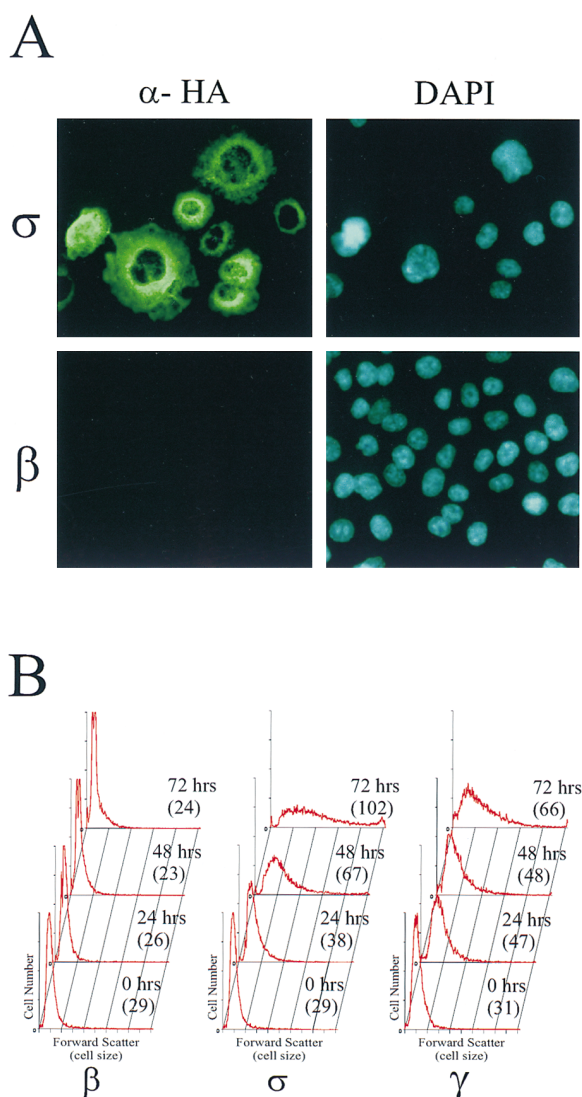 A
α- HA DAPI
σ
β
B
72 hrs
(24)
48 hrs
(23)
24 hrs
(26)
0 hrs
(29)
Cell Number
Forward Scatter
(cell size)
β
72 hrs
(102)
48 hrs
(67)
24 hrs
(38)
0 hrs
(29)
Cell Number
Forward Scatter
(cell size)
σ
72 hrs
(66)
48 hrs
(48)
24 hrs
(47)
0 hrs
(31)
Cell Number
Forward Scatter
(cell size)
γ